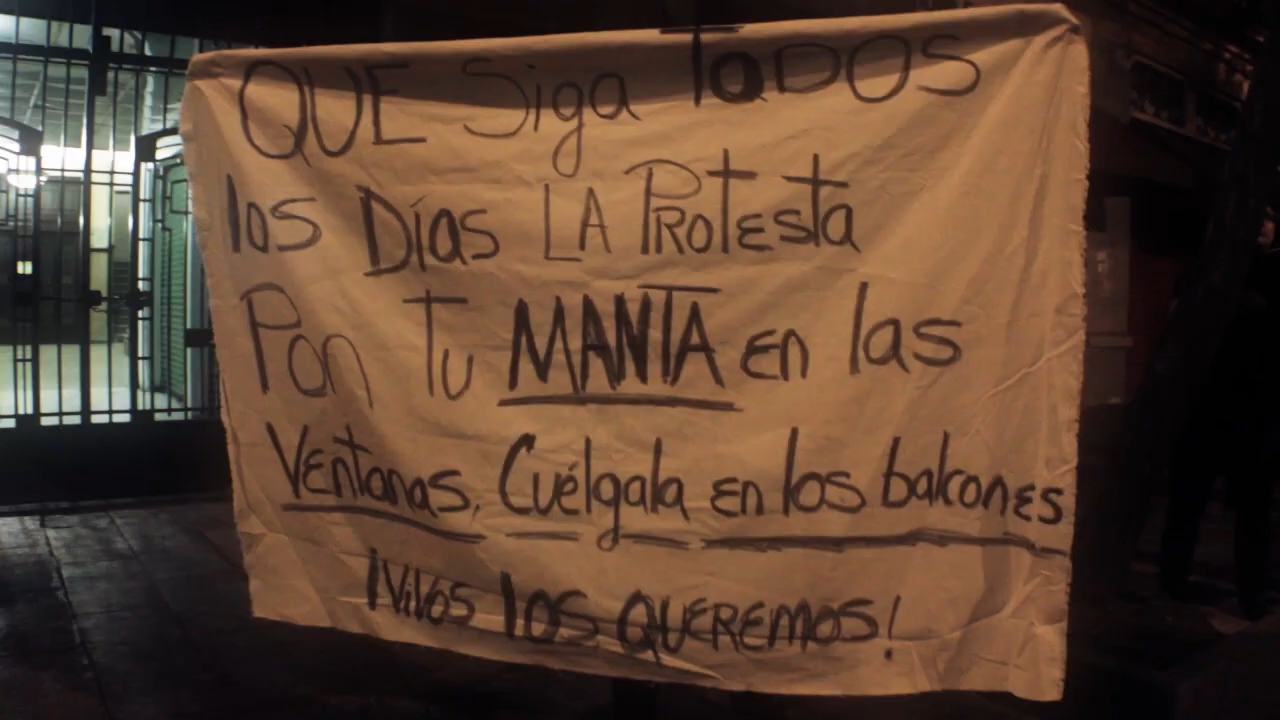 QUE Siga TODOS
los Días LA PROTESTA
Pon Tu MANTA en las
VENTanas, Cuélgala en los balcones
¡ViVos los QUEREMOS!